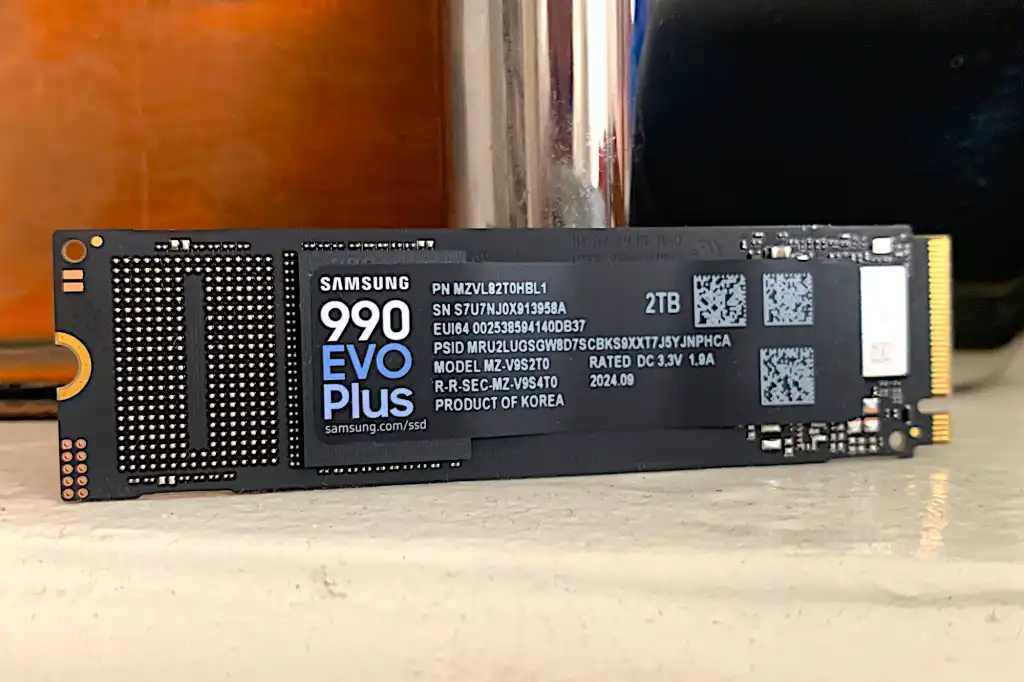 SAMSUNG
990
EVO
Plus
samsung.com/ssd
PN MZVL82T0HBL1
SN S7U7NJ0X913958A
EUI64 002538594140DB37
PSID MRU2LUGSGW8D7SCBKS9XXT7J5YJNPHCA
MODEL MZ-V9S2T0
RATED DC 3.3V 1.9A
R-R-SEC-MZ-V9S4T0
2024.09
PRODUCT OF KOREA
2TB